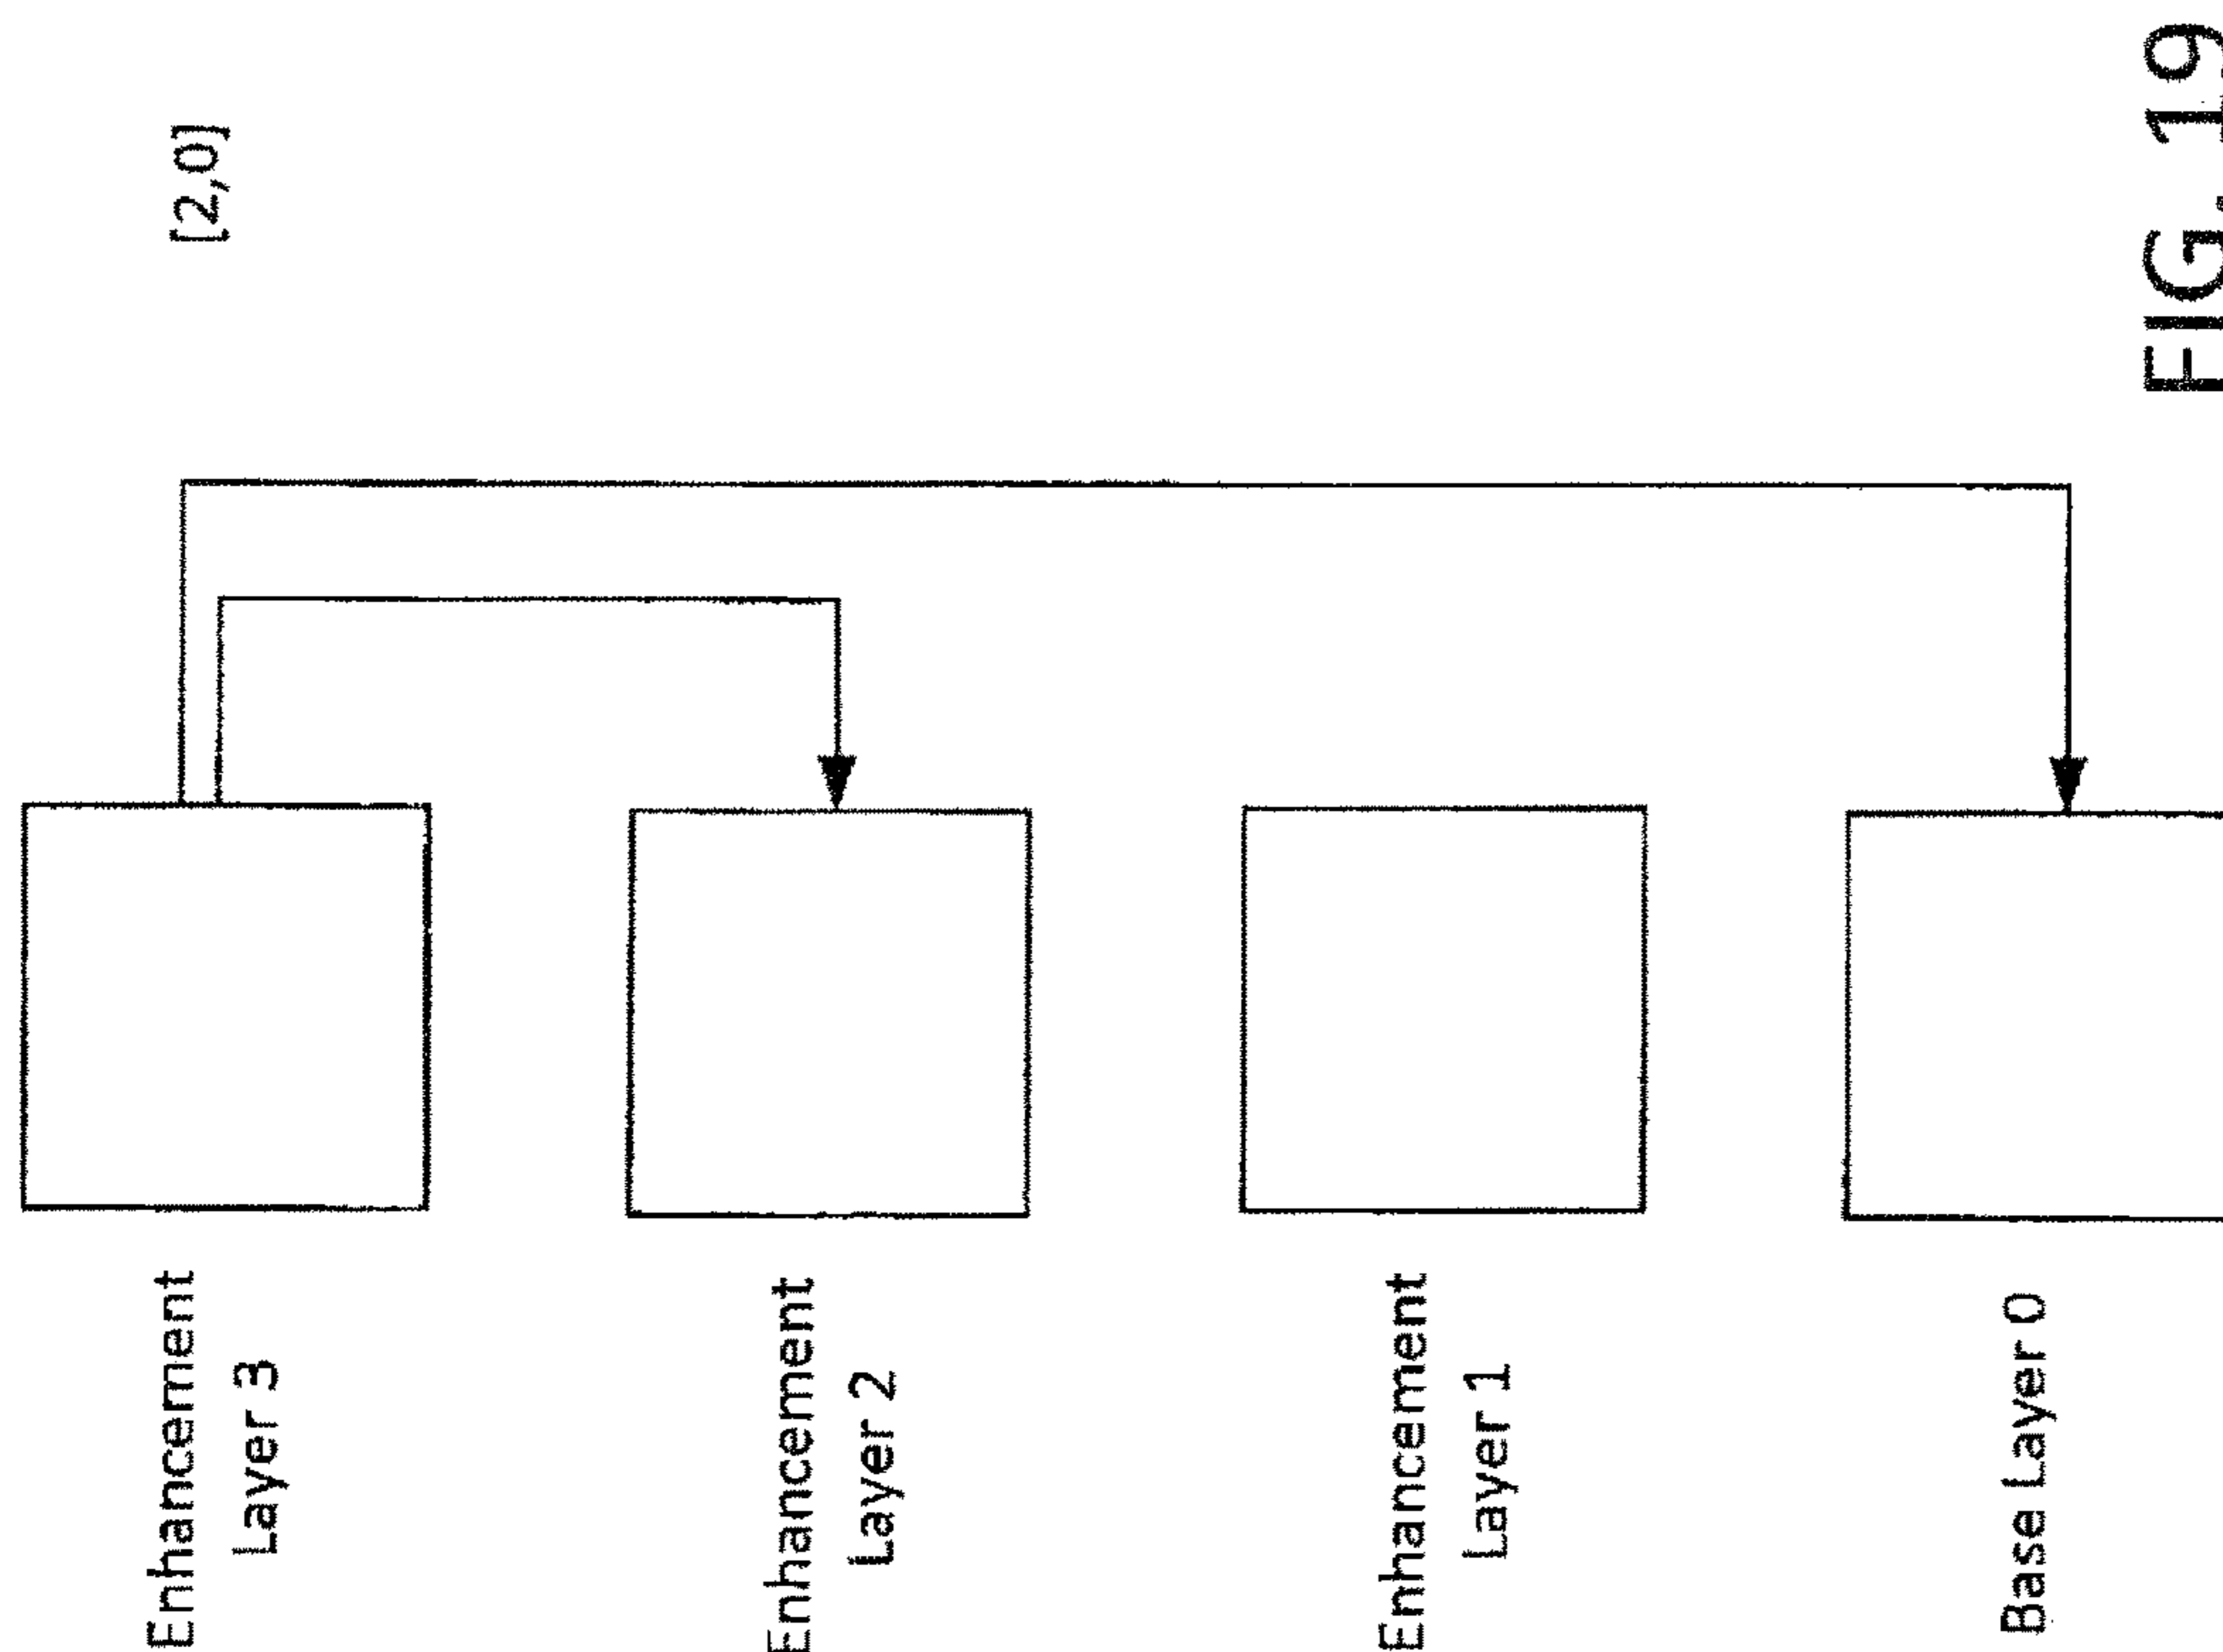 Enhancement
Layer 3
[2,0]
Enhancement
Layer 2
Enhancement
Layer 1
Base Layer 0
FIG. 19